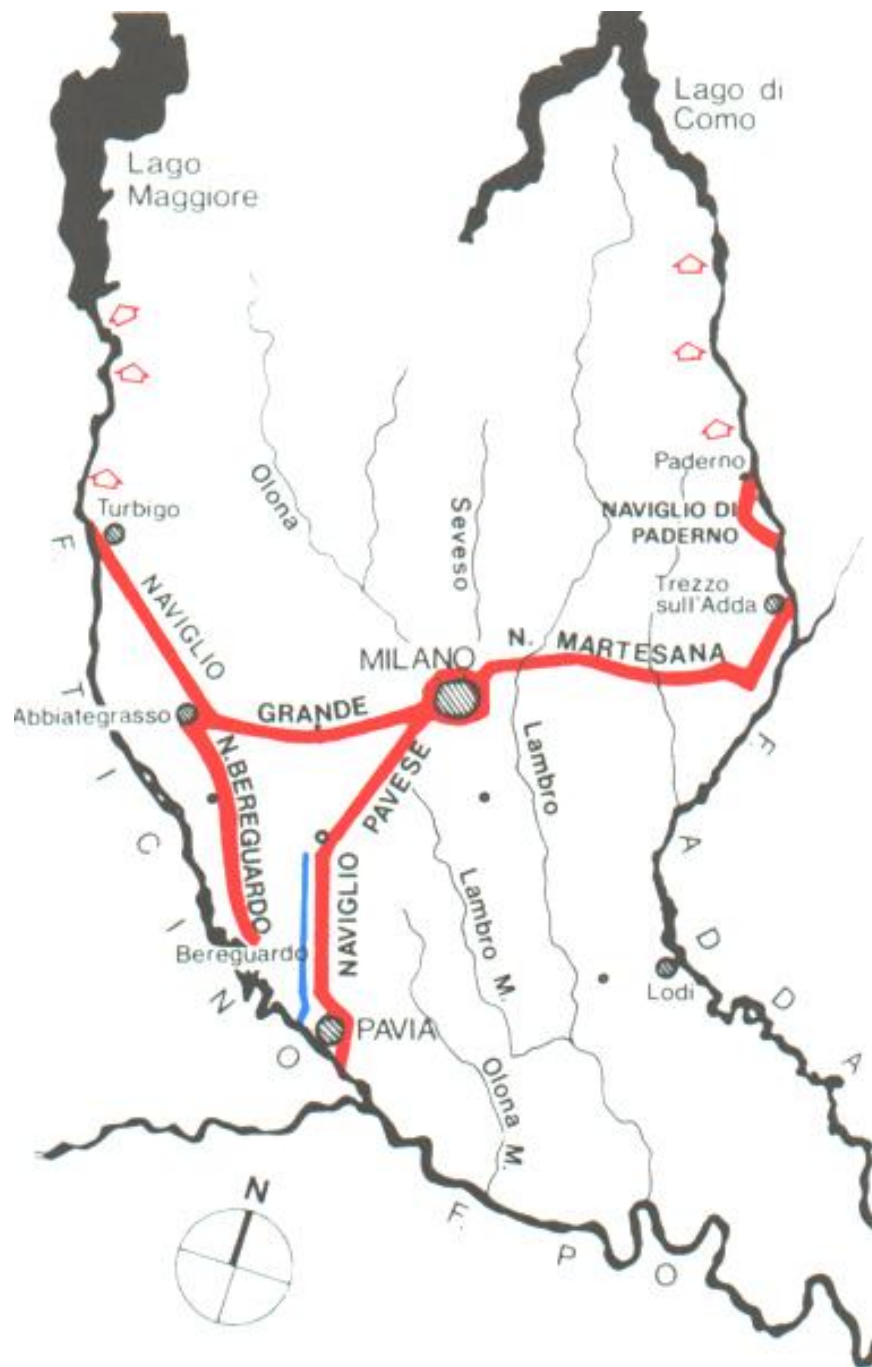 Lago di
Como
Lago
Maggiore
Paderno
Olona
Seveso
Turbigo
NAVIGLIO DI
PADERNO
F. TICINO
NAVIGLIO
Trezzo
sull'Adda
N. MARTESANA
MILANO
GRANDE
Abbiategrasso
N. BEREGUARDO
PAVESE
Lambro
F. ADDA
NAVIGLIO
Lambro M.
Bereguardo
Lodi
PAVIA
Olona M.
N
F. PO